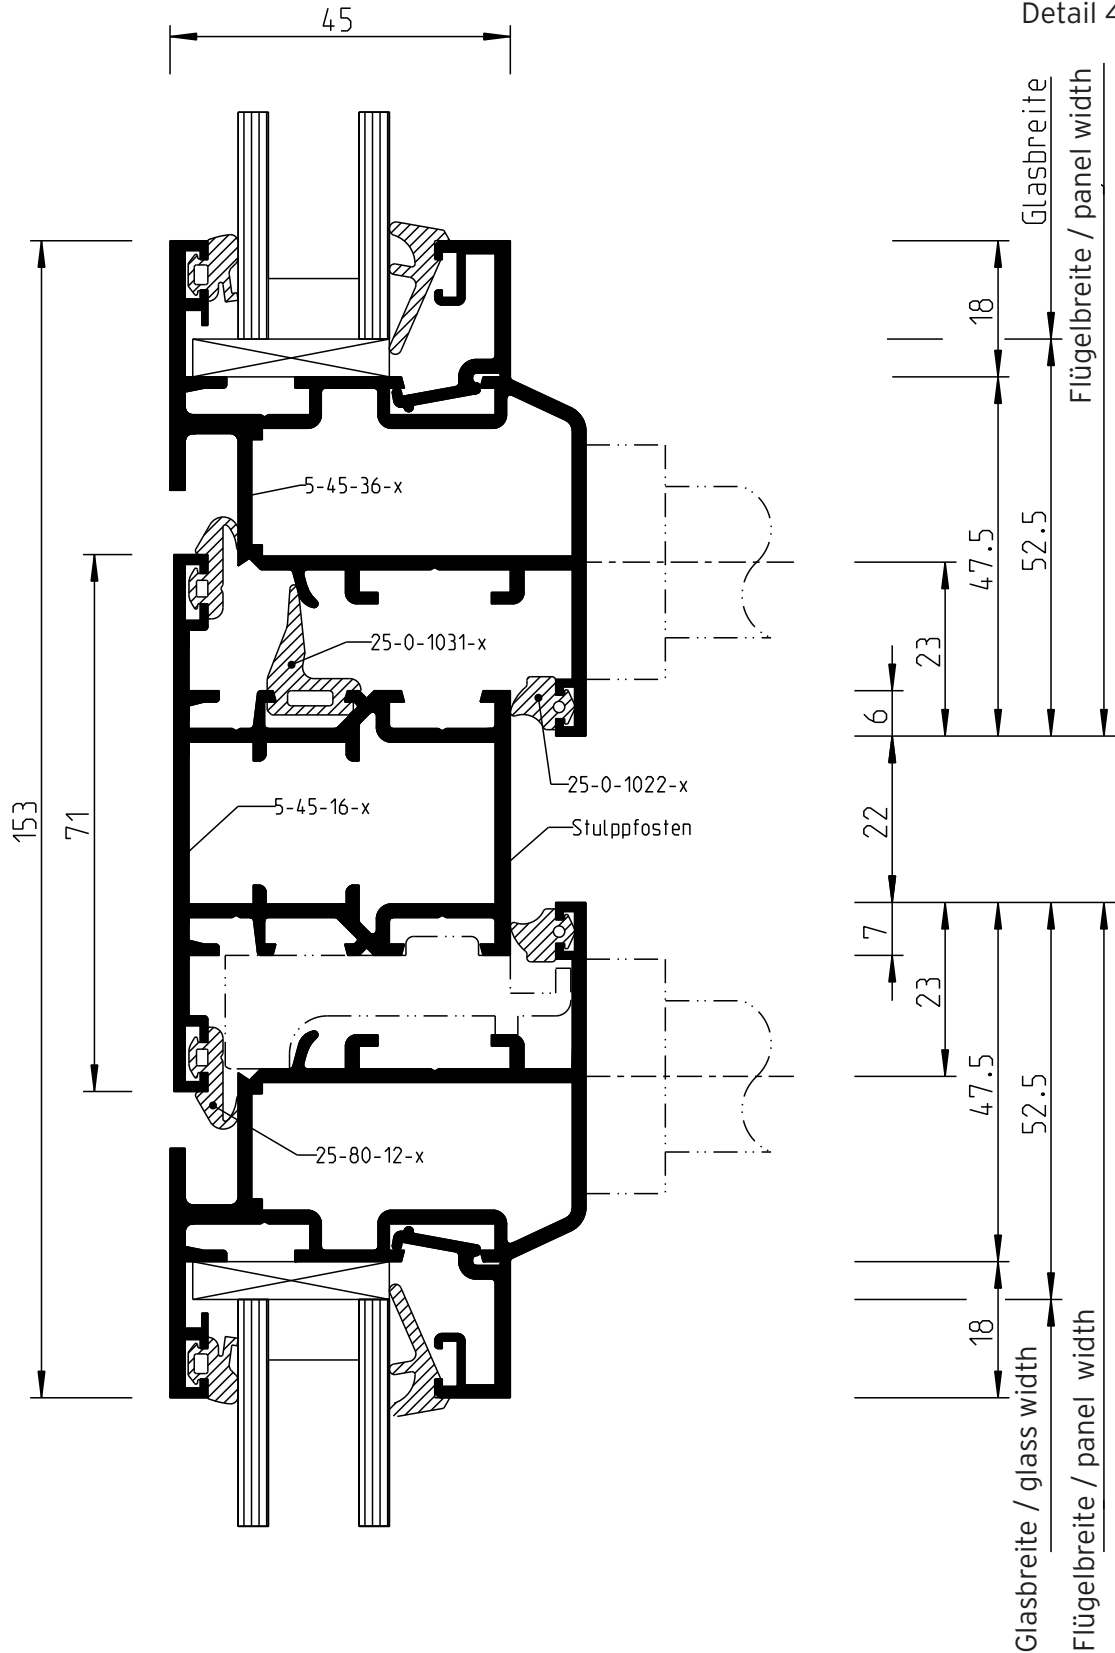 45
Detail 4
Glasbreite
Flügelbreite / panel width
18
5-45-36-x
47.5
52.5
25-0-1031-x
23
6
25-0-1022-x
153
71
5-45-16-x
Stulppfosten
22
7
23
47.5
52.5
25-80-12-x
18
Glasbreite / glass width
Flügelbreite / panel width